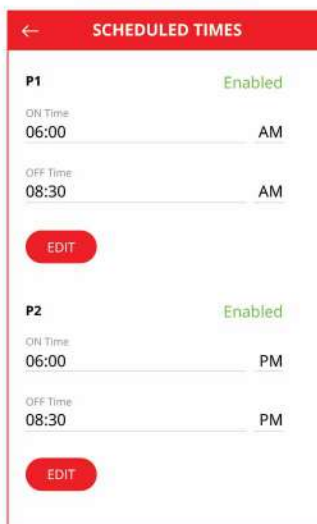 ← SCHEDULED TIMES
P1 Enabled
ON Time
06:00 AM
OFF Time
08:30 AM
EDIT
P2 Enabled
ON Time
06:00 PM
OFF Time
08:30 PM
EDIT